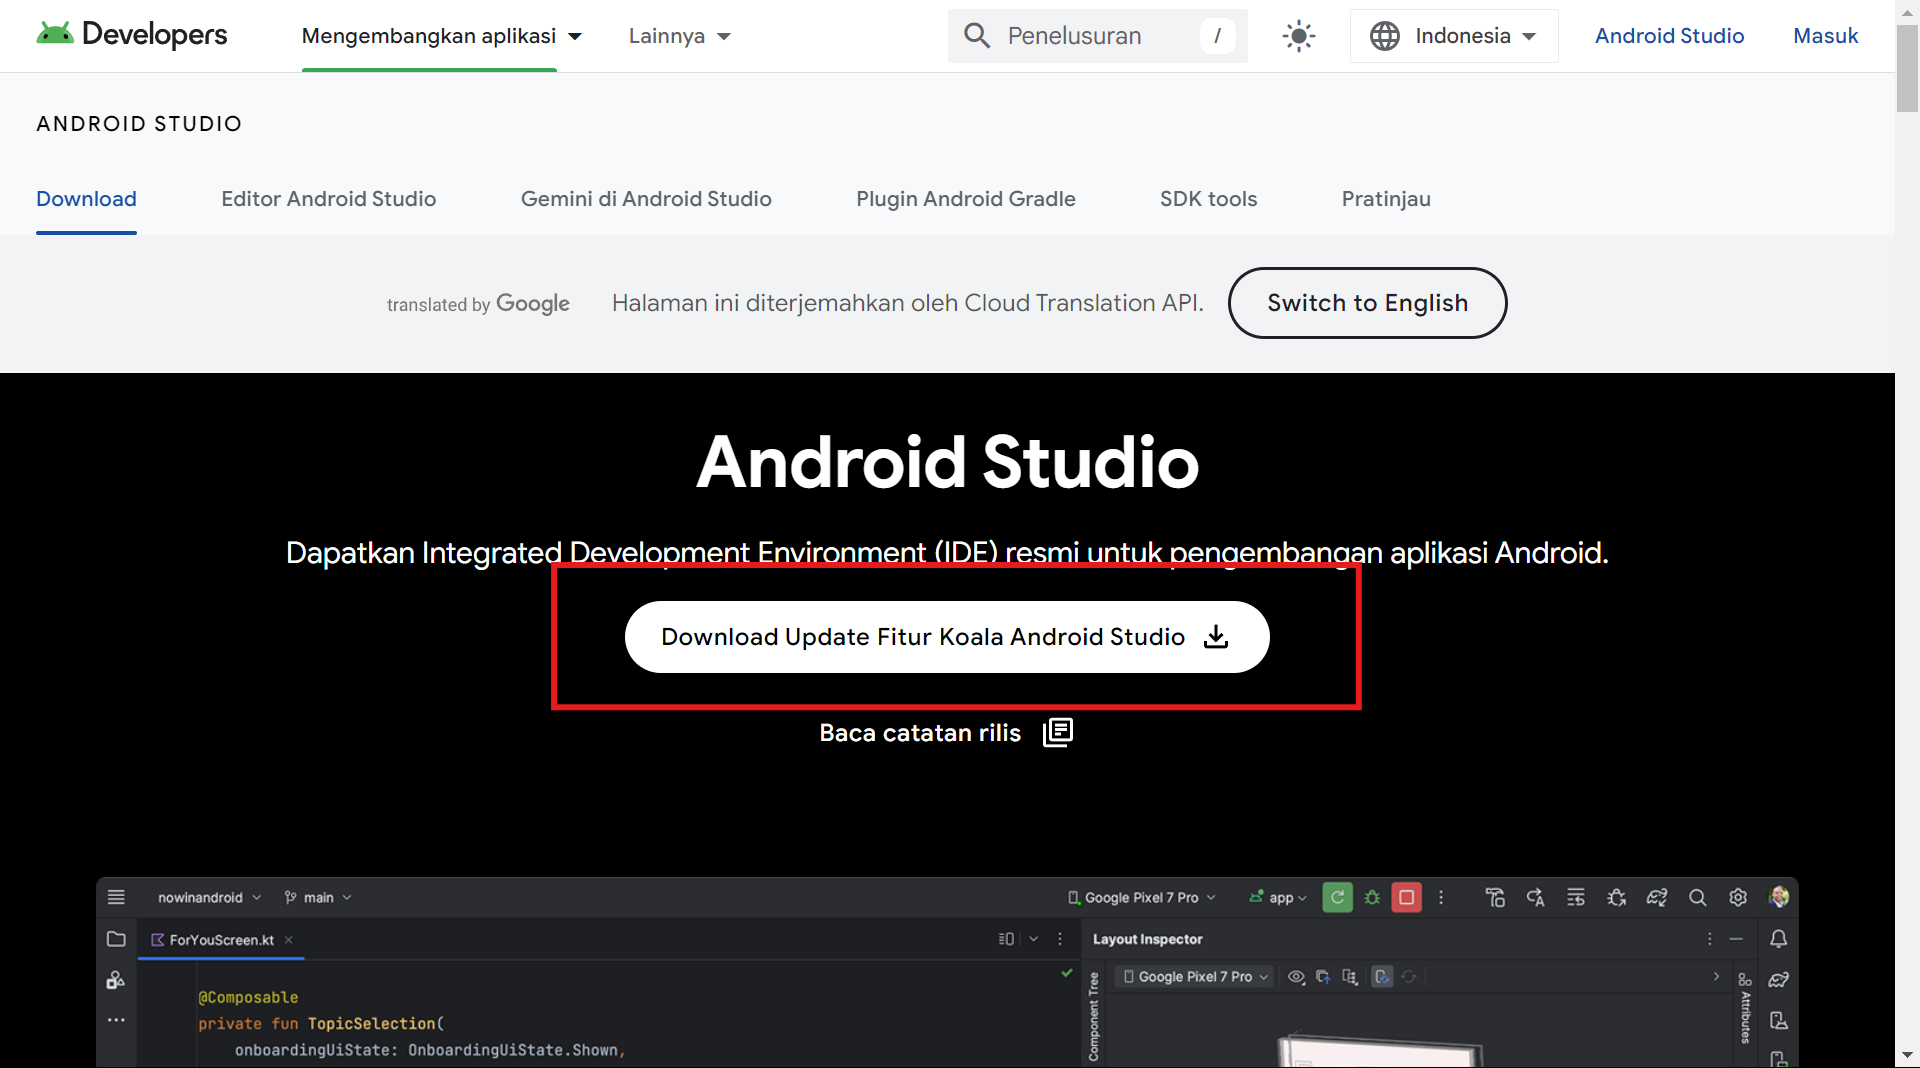 Developers
Mengembangkan aplikasi
Lainnya
Penelusuran
/
Indonesia
Android Studio
Masuk
ANDROID STUDIO
Download
Editor Android Studio
Gemini di Android Studio
Plugin Android Gradle
SDK tools
Pratinjau
translated by Google
Halaman ini diterjemahkan oleh Cloud Translation API.
Switch to English
Android Studio
Dapatkan Integrated Development Environment (IDE) resmi untuk pengembangan aplikasi Android.
Download Update Fitur Koala Android Studio
Baca catatan rilis
nowinandroid
main
Google Pixel 7 Pro
app
ForYouScreen.kt
Layout Inspector
Google Pixel 7 Pro
Component Tree
Attributes
@Composable
private fun TopicSelection(
onboardingUiState: OnboardingUiState.Shown,